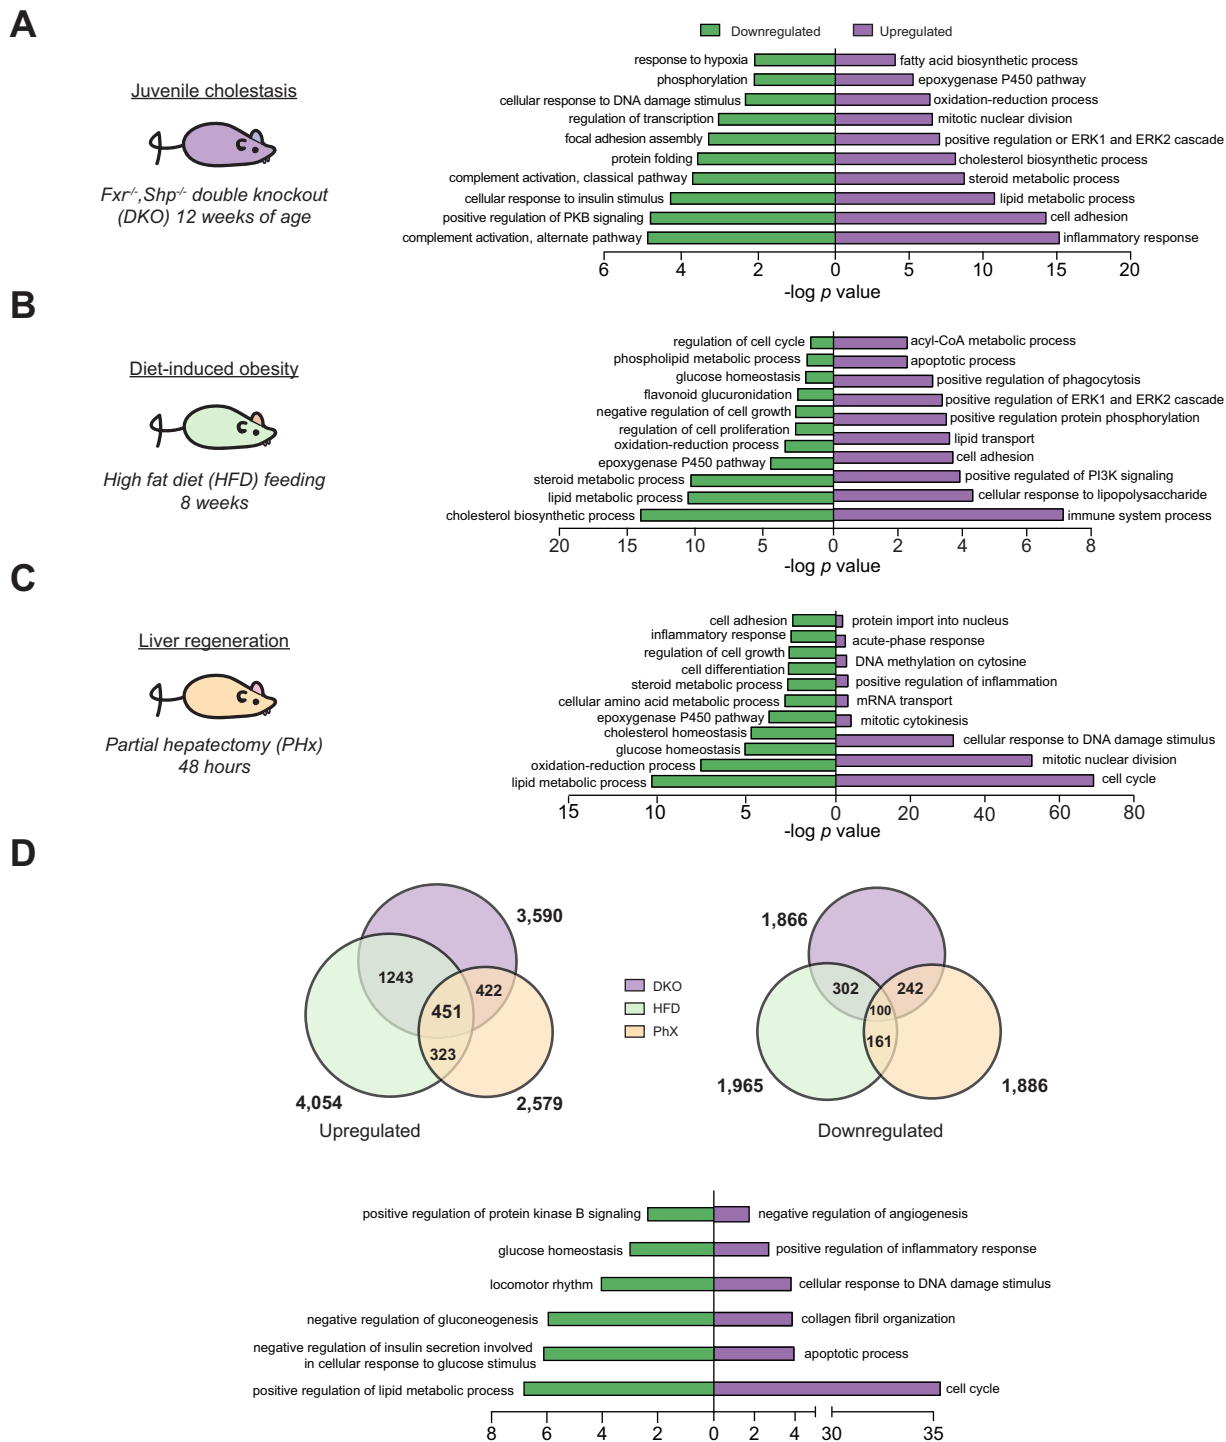 A
Downregulated
Upregulated
Juvenile cholestasis
Fxr-/-,Shp-/- double knockout
(DKO) 12 weeks of age
response to hypoxia
fatty acid biosynthetic process
phosphorylation
epoxygenase P450 pathway
cellular response to DNA damage stimulus
oxidation-reduction process
regulation of transcription
mitotic nuclear division
focal adhesion assembly
positive regulation or ERK1 and ERK2 cascade
protein folding
cholesterol biosynthetic process
complement activation, classical pathway
steroid metabolic process
cellular response to insulin stimulus
lipid metabolic process
positive regulation of PKB signaling
cell adhesion
complement activation, alternate pathway
inflammatory response
6 4 2 0 5 10 15 20
-log p value
B
Diet-induced obesity
High fat diet (HFD) feeding
8 weeks
regulation of cell cycle
acyl-CoA metabolic process
phospholipid metabolic process
apoptotic process
glucose homeostasis
positive regulation of phagocytosis
flavonoid glucuronidation
positive regulation of ERK1 and ERK2 cascade
negative regulation of cell growth
positive regulation protein phosphorylation
regulation of cell proliferation
lipid transport
oxidation-reduction process
cell adhesion
epoxygenase P450 pathway
positive regulated of PI3K signaling
steroid metabolic process
cellular response to lipopolysaccharide
lipid metabolic process
immune system process
cholesterol biosynthetic process
20 15 10 5 0 2 4 6 8
-log p value
C
Liver regeneration
Partial hepatectomy (PHx)
48 hours
cell adhesion
protein import into nucleus
inflammatory response
acute-phase response
regulation of cell growth
DNA methylation on cytosine
cell differentiation
positive regulation of inflammation
steroid metabolic process
mRNA transport
cellular amino acid metabolic process
mitotic cytokinesis
epoxygenase P450 pathway
cellular response to DNA damage stimulus
cholesterol homeostasis
mitotic nuclear division
glucose homeostasis
cell cycle
oxidation-reduction process
lipid metabolic process
15 10 5 0 20 40 60 80
-log p value
D
3,590
1243
422
451
323
4,054
2,579
Upregulated
DKO
HFD
PhX
1,866
302
242
100
161
1,965
1,886
Downregulated
positive regulation of protein kinase B signaling
negative regulation of angiogenesis
glucose homeostasis
positive regulation of inflammatory response
locomotor rhythm
cellular response to DNA damage stimulus
negative regulation of gluconeogenesis
collagen fibril organization
negative regulation of insulin secretion involved
in cellular response to glucose stimulus
apoptotic process
positive regulation of lipid metabolic process
cell cycle
8 6 4 2 0 2 4 30 35